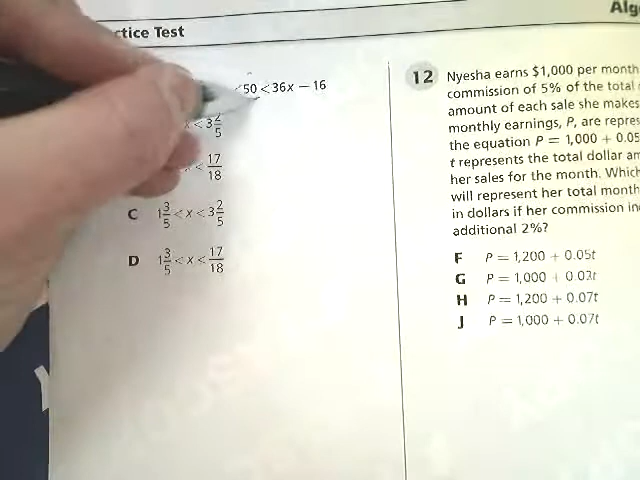 Alg
ctice Test
<50<36x − 16
x<3 2/5
< 17/18
C 1 3/5<x<3 2/5
D 1 3/5<x< 17/18
12 Nyesha earns $1,000 per month
commission of 5% of the total
amount of each sale she makes
monthly earnings, P, are repres
the equation P = 1,000 + 0.05
t represents the total dollar am
her sales for the month. Which
will represent her total month
in dollars if her commission in
additional 2%?
F P = 1,200 + 0.05t
G P = 1,000 + 0.03t
H P = 1,200 + 0.07t
J P = 1,000 + 0.07t